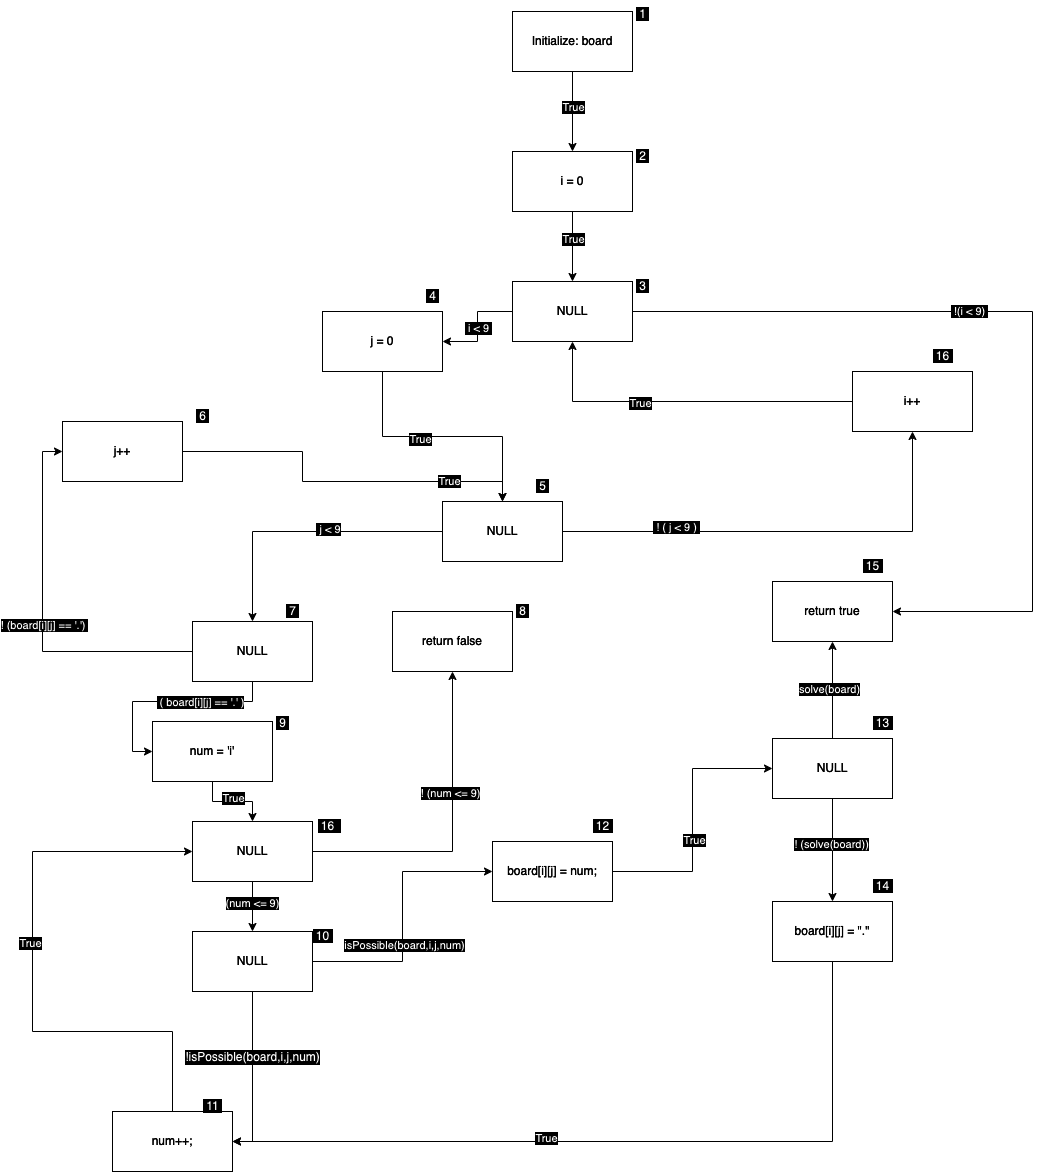 1
Initialize: board
True
2
i = 0
True
3
NULL
4
!(i < 9)
i < 9
j = 0
16
i++
True
6
True
j++
True
5
NULL
j < 9
! ( j < 9 )
15
return true
7
8
return false
! (board[i][j] == '.')
NULL
solve(board)
( board[i][j] == '.' )
9
13
num = 'i'
NULL
! (num <= 9)
True
16
12
True
! (solve(board))
NULL
board[i][j] = num;
14
(num <= 9)
board[i][j] = "."
10
True
isPossible(board,i,j,num)
NULL
!isPossible(board,i,j,num)
11
num++;
True